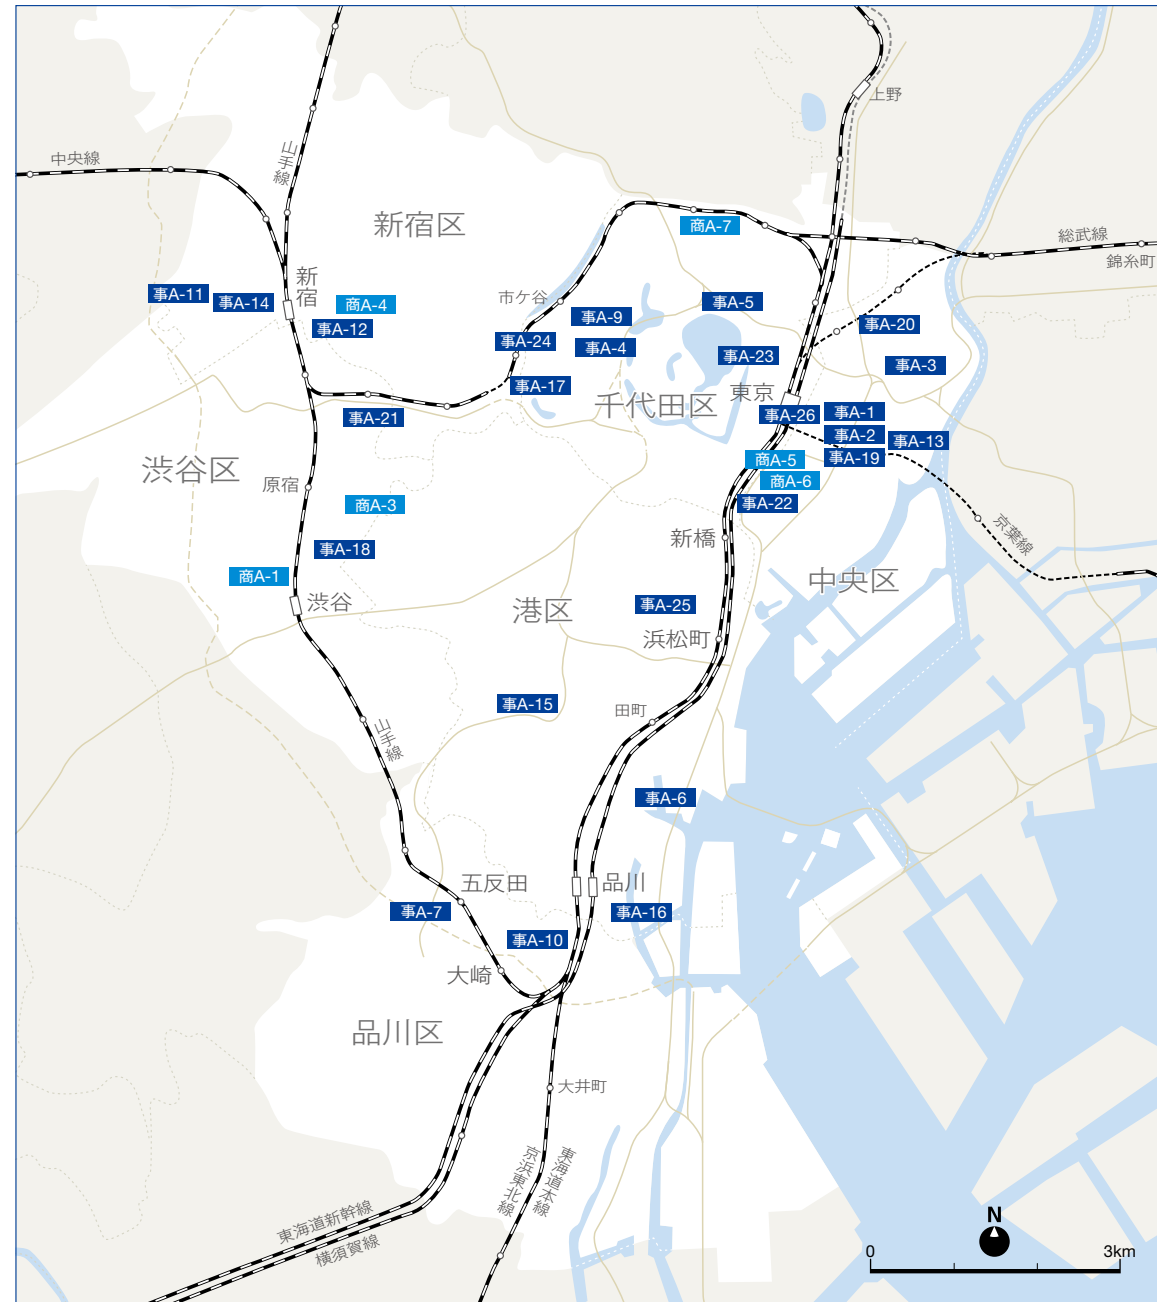 上野
中央線
山手線
新宿区
商A-7
総武線
錦糸町
新宿
市ケ谷
事A-11
事A-14
商A-4
事A-12
事A-9
事A-5
事A-24
事A-4
事A-20
事A-23
事A-3
事A-17
東京
千代田区
事A-21
事A-26
事A-1
事A-2
事A-13
事A-19
商A-5
渋谷区
原宿
商A-6
商A-3
事A-22
京葉線
新橋
事A-18
商A-1
中央区
渋谷
港区
事A-25
浜松町
事A-15
田町
山手線
事A-6
五反田
品川
事A-7
事A-16
事A-10
大崎
品川区
大井町
東海道本線
京浜東北線
東海道新幹線
横須賀線
N
0
3km